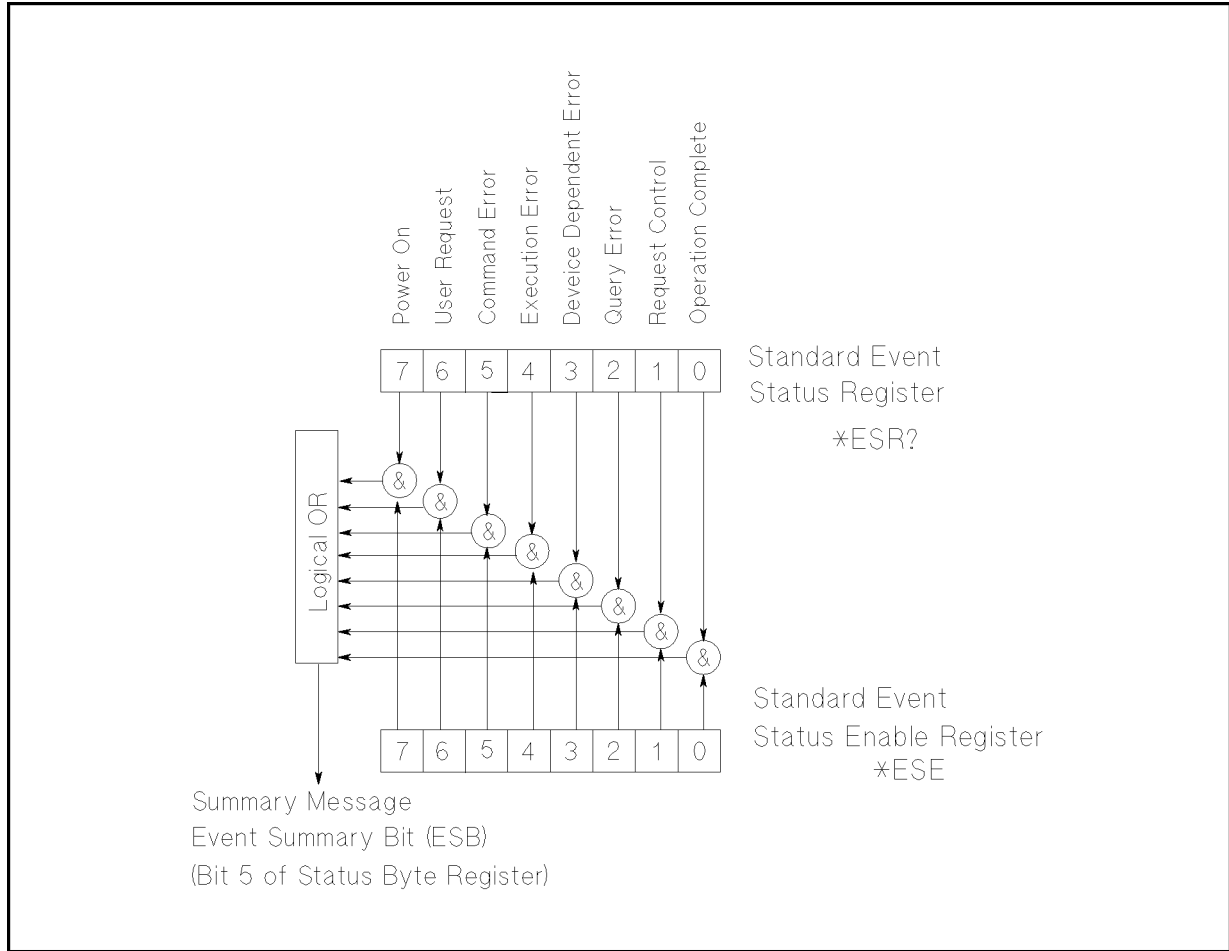 Power On
User Request
Command Error
Execution Error
Deveice Dependent Error
Query Error
Request Control
Operation Complete
7 6 5 4 3 2 1 0
Standard Event
Status Register
*ESR?
Logical OR
&
&
&
&
&
&
&
&
Standard Event
Status Enable Register
*ESE
7 6 5 4 3 2 1 0
Summary Message
Event Summary Bit (ESB)
(Bit 5 of Status Byte Register)